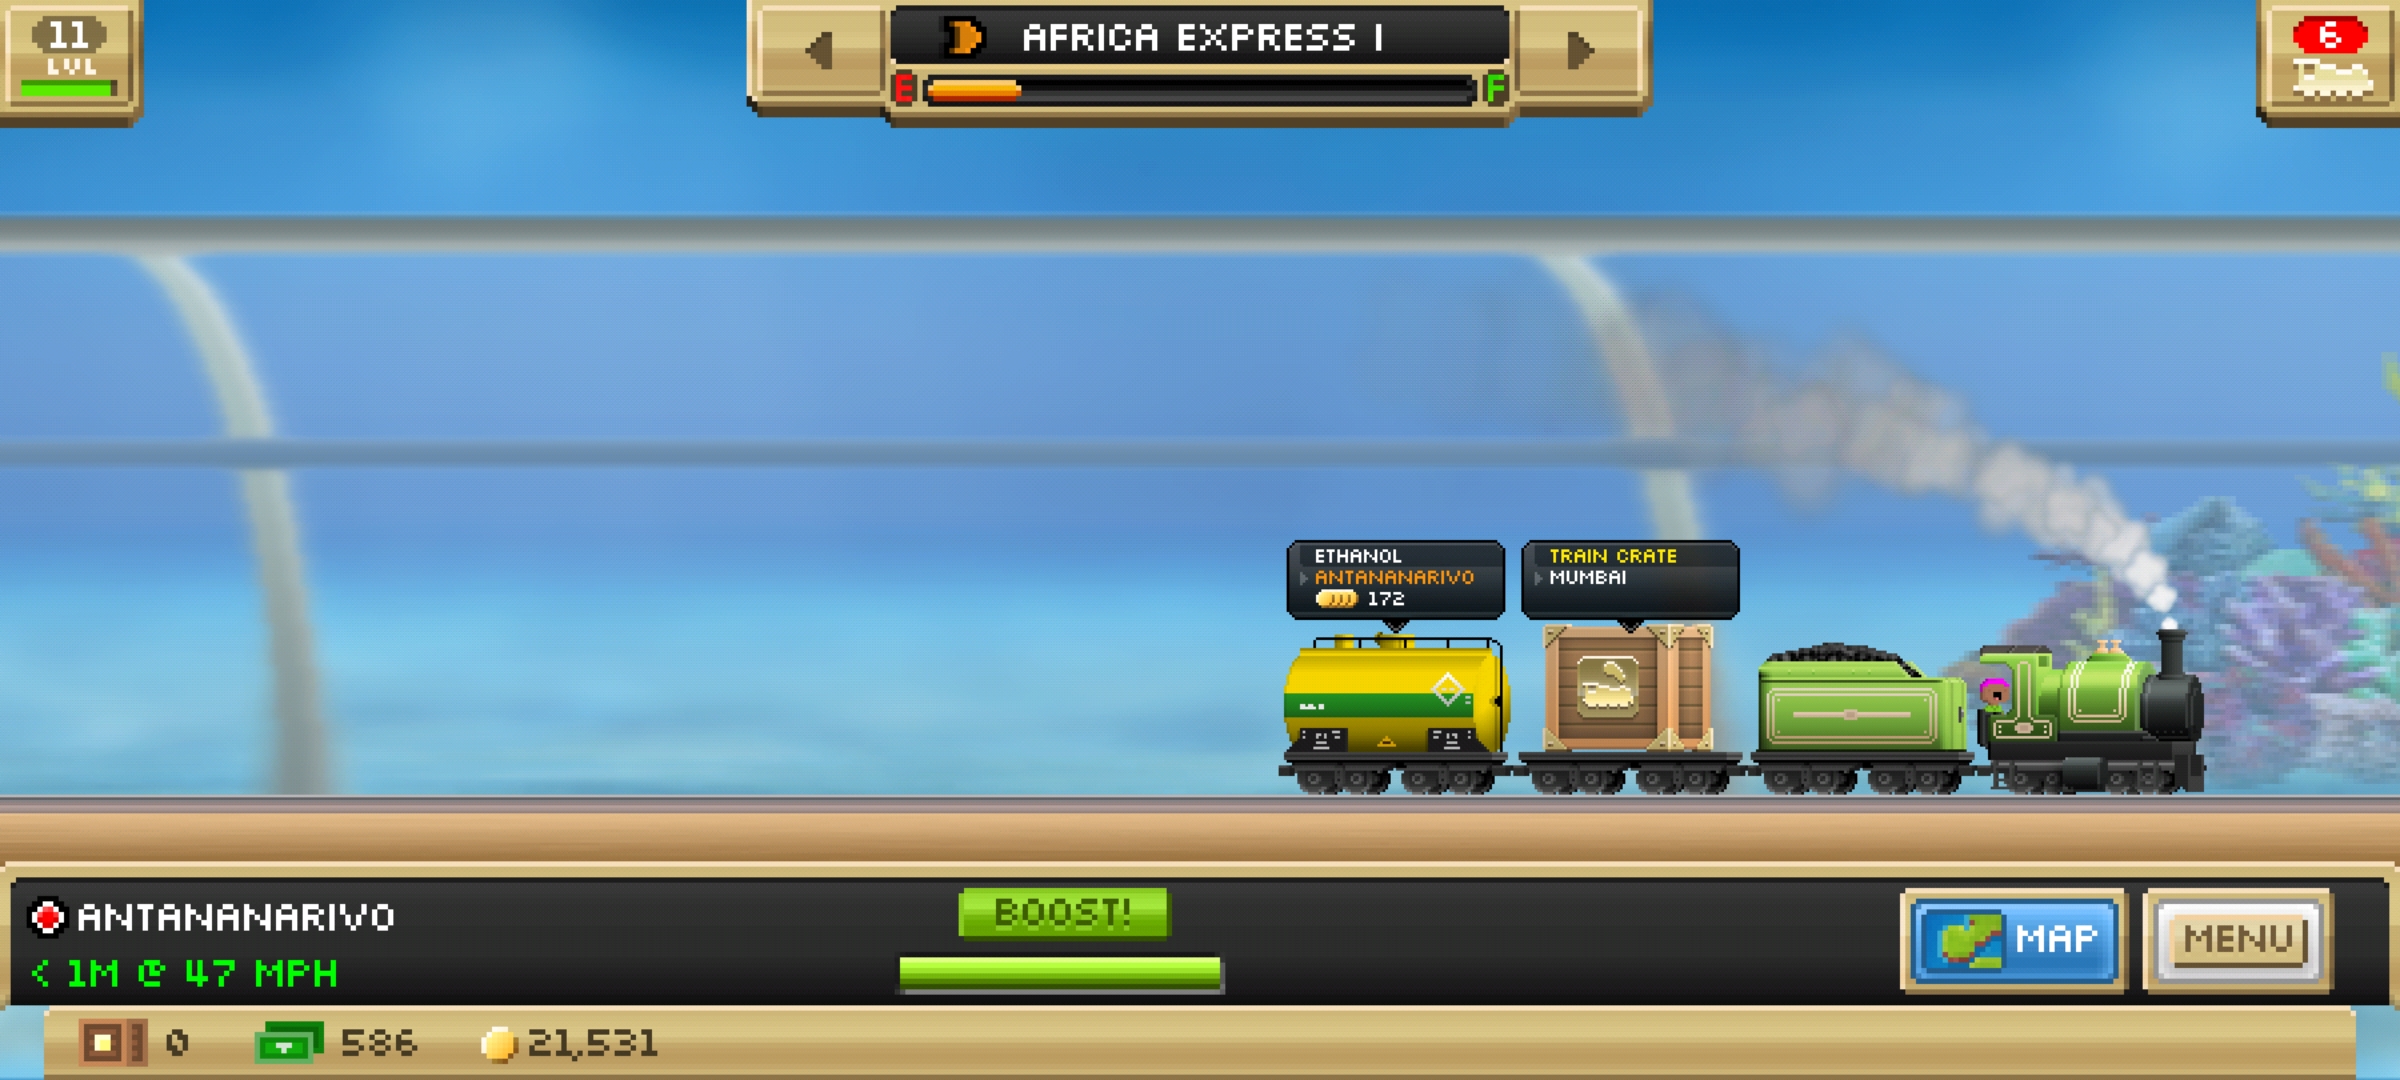 11
LVL
AFRICA EXPRESS I
E
F
6
ETHANOL
ANTANANARIVO
172
TRAIN CRATE
MUMBAI
ANTANANARIVO
< 1M @ 47 MPH
BOOST!
MAP
MENU
0
586
21,531